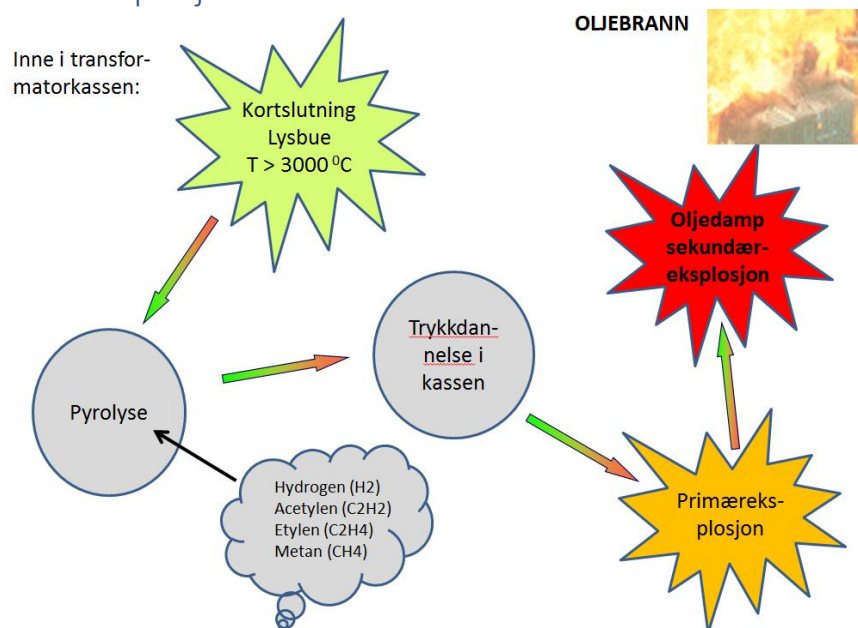 Inne i transfor-
matorkassen:
Kortslutning
Lysbue
T > 3000 ⁰C
OLJEBRANN
Oljedamp
sekundær-
eksplosjon
Trykkdan-
nelse i
kassen
Pyrolyse
Hydrogen (H2)
Acetylen (C2H2)
Etylen (C2H4)
Metan (CH4)
Primæreks-
plosjon